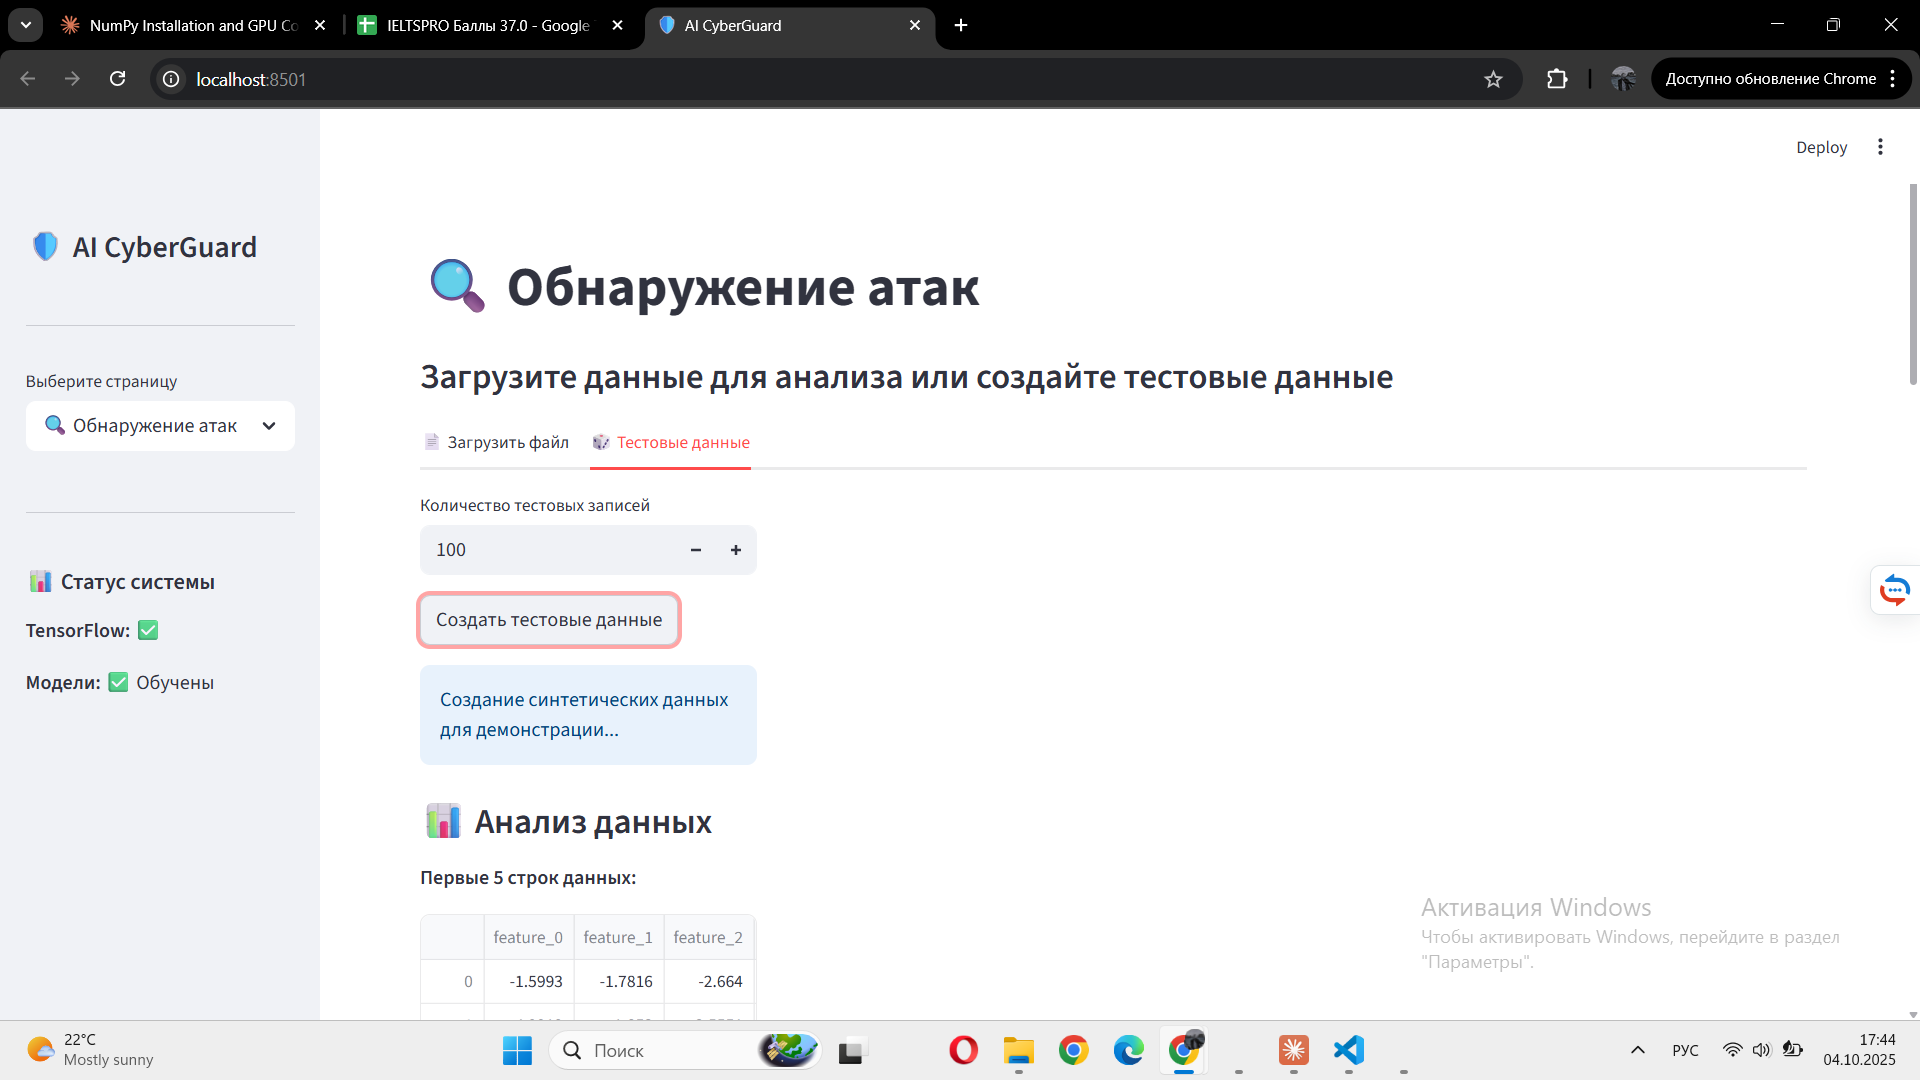 NumPy Installation and GPU Co
IELTSPRO Баллы 37.0 - Google
AI CyberGuard
localhost:8501
Доступно обновление Chrome
Deploy
AI CyberGuard
Выберите страницу
Обнаружение атак
Статус системы
TensorFlow:
Модели: Обучены
Обнаружение атак
Загрузите данные для анализа или создайте тестовые данные
Загрузить файл
Тестовые данные
Количество тестовых записей
100
Создать тестовые данные
Создание синтетических данных
для демонстрации...
Анализ данных
Первые 5 строк данных:
feature_0 feature_1 feature_2
0 -1.5993 -1.7816 -2.664
Активация Windows
Чтобы активировать Windows, перейдите в раздел
"Параметры".
22°C
Mostly sunny
Поиск
РУС
17:44
04.10.2025